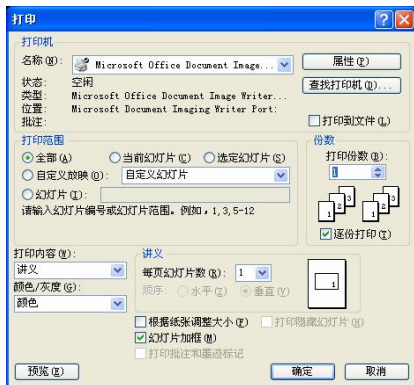 打印
打印机
名称(N): Microsoft Office Document Image... 属性(P)
状态: 空闲 查找打印机(D)...
类型: Microsoft Office Document Image Writer...
位置: Microsoft Document Imaging Writer Port:
批注: 打印到文件(L)
打印范围 份数
全部(A) 当前幻灯片(C) 选定幻灯片(S) 打印份数(R):
自定义放映(O): 自定义幻灯片 1
幻灯片(I):
请输入幻灯片编号或幻灯片范围。例如,1,3,5-12
1 2 3 1 2 3
逐份打印(T)
打印内容(W): 讲义
讲义 每页幻灯片数(R): 1
颜色/灰度(G): 顺序: 水平(Z) 垂直(V) 1
颜色
根据纸张调整大小(F) 打印隐藏幻灯片(H)
幻灯片加框(M)
打印批注和墨迹标记
预览(E) 确定 取消